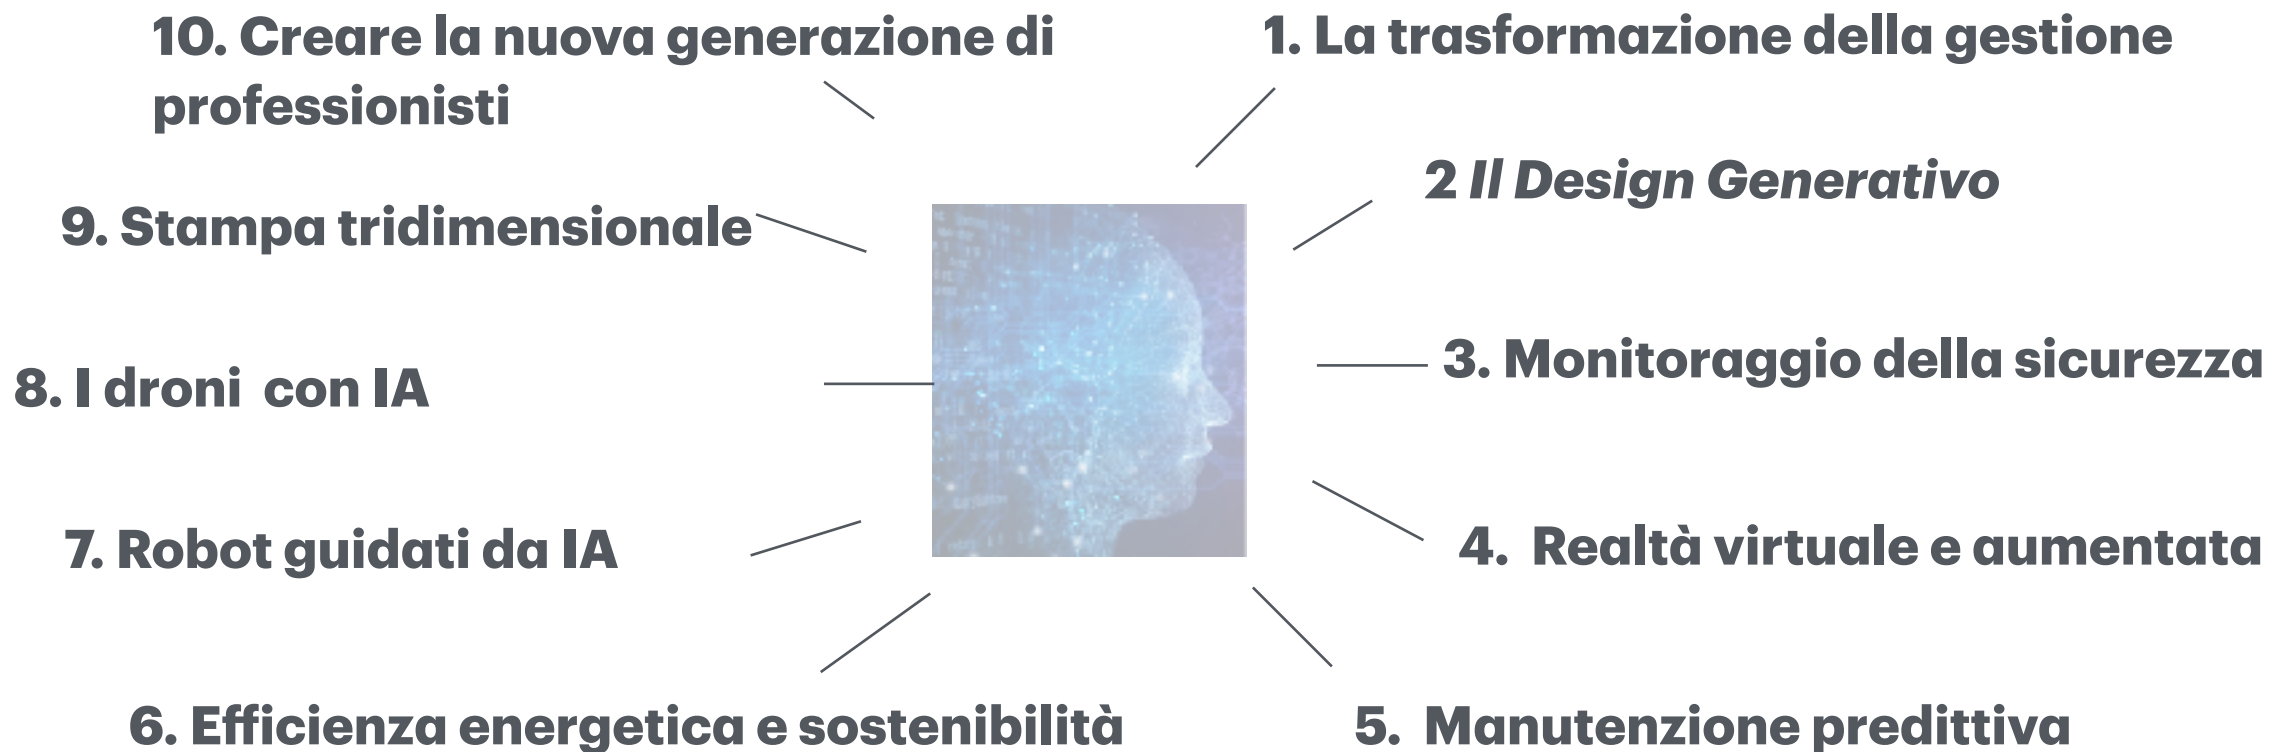 10. Creare la nuova generazione di
professionisti
1. La trasformazione della gestione
2 Il Design Generativo
9. Stampa tridimensionale
3. Monitoraggio della sicurezza
8. I droni  con IA
7. Robot guidati da IA
4.  Realtà virtuale e aumentata
6. Efficienza energetica e sostenibilità
5.  Manutenzione predittiva